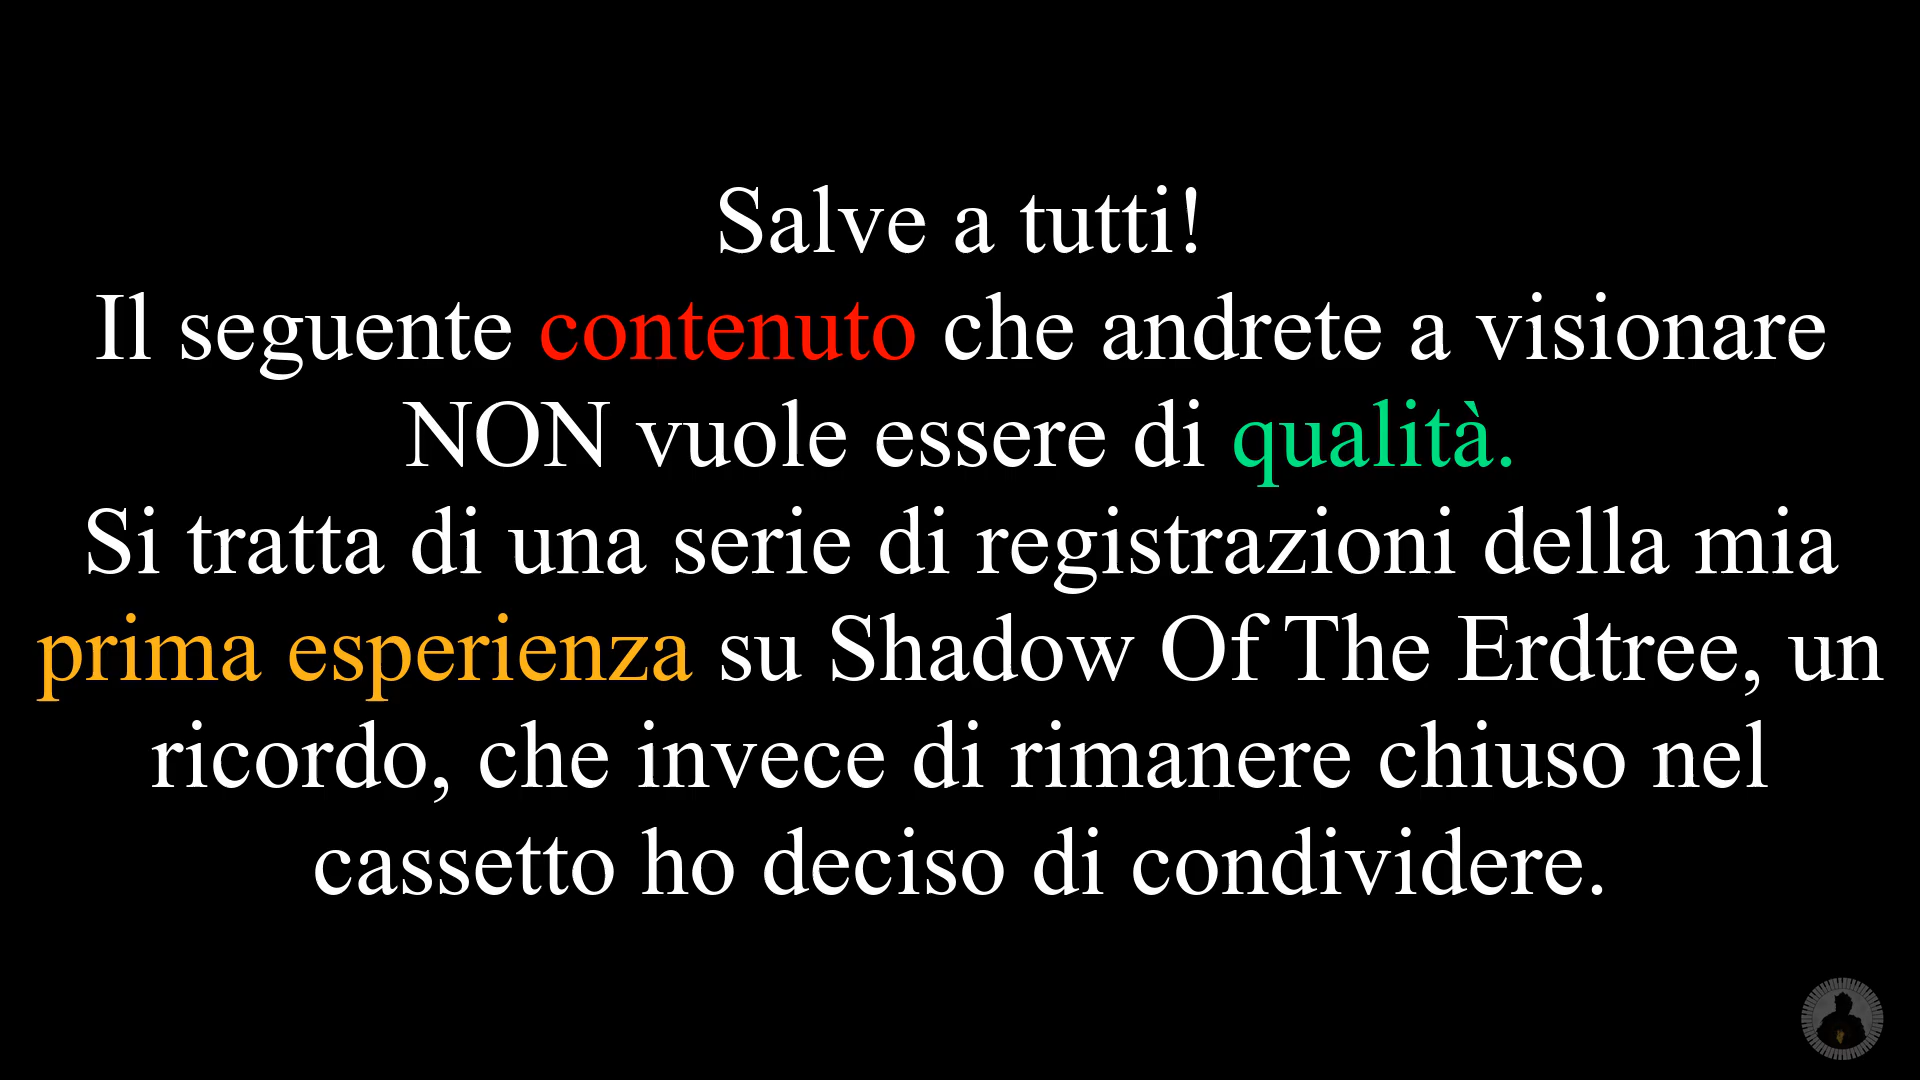 Salve a tutti!
Il seguente contenuto che andrete a visionare
NON vuole essere di qualità.
Si tratta di una serie di registrazioni della mia
prima esperienza su Shadow Of The Erdtree, un
ricordo, che invece di rimanere chiuso nel
cassetto ho deciso di condividere.